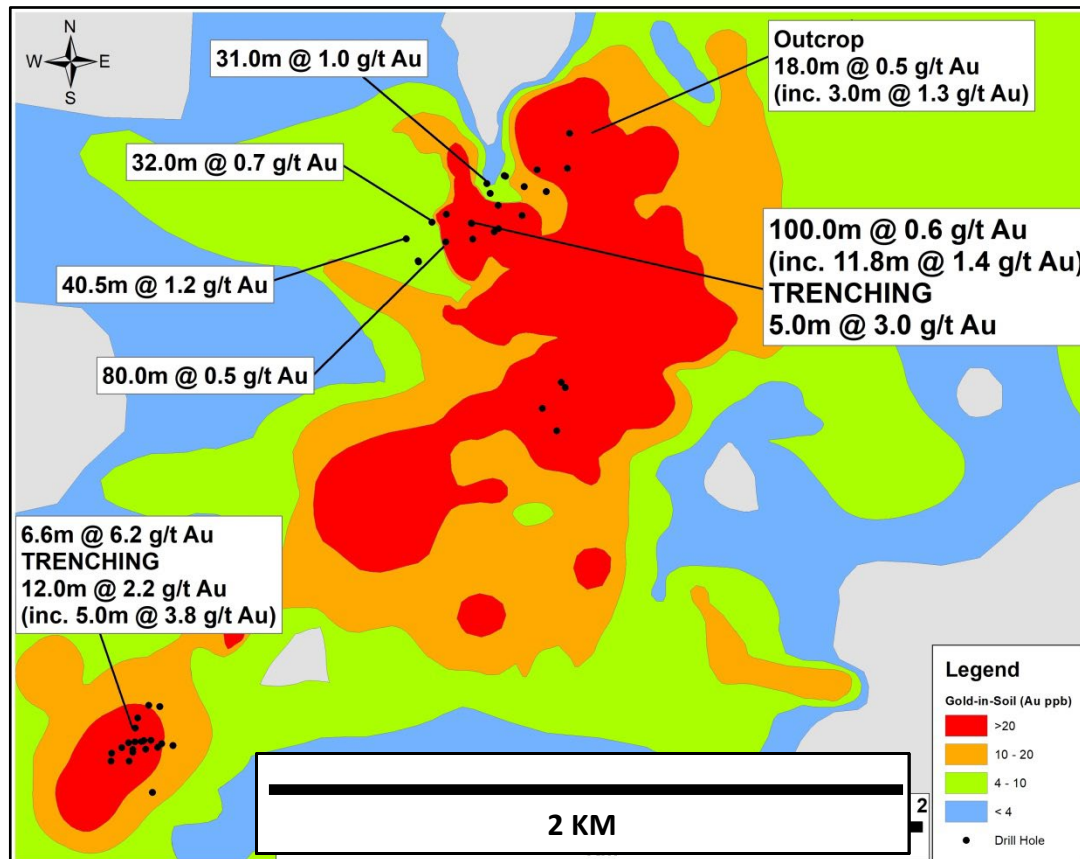 N
W E
S
31.0m @ 1.0 g/t Au
Outcrop
18.0m @ 0.5 g/t Au
(inc. 3.0m @ 1.3 g/t Au)
32.0m @ 0.7 g/t Au
100.0m @ 0.6 g/t Au
(inc. 11.8m @ 1.4 g/t Au)
TRENCHING
5.0m @ 3.0 g/t Au
40.5m @ 1.2 g/t Au
80.0m @ 0.5 g/t Au
6.6m @ 6.2 g/t Au
TRENCHING
12.0m @ 2.2 g/t Au
(inc. 5.0m @ 3.8 g/t Au)
Legend
Gold-in-Soil (Au ppb)
>20
10 - 20
4 - 10
< 4
Drill Hole
2 KM
2